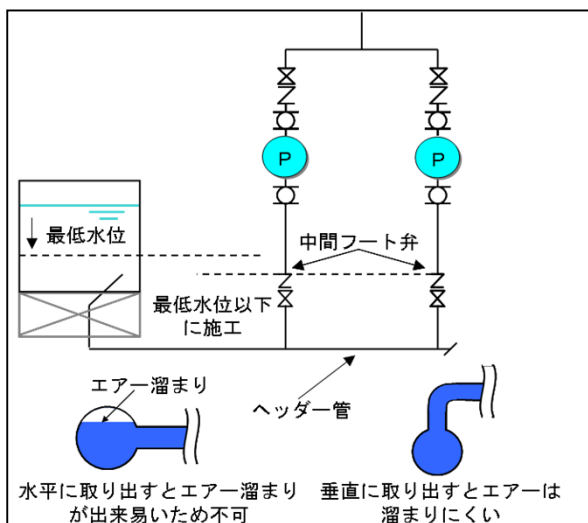 P
P
最低水位
中間フート弁
最低水位以下
に施工
エアー溜まり
ヘッダー管
水平に取り出すとエアー溜まり
が出来易いため不可
垂直に取り出すとエアーは
溜まりにくい